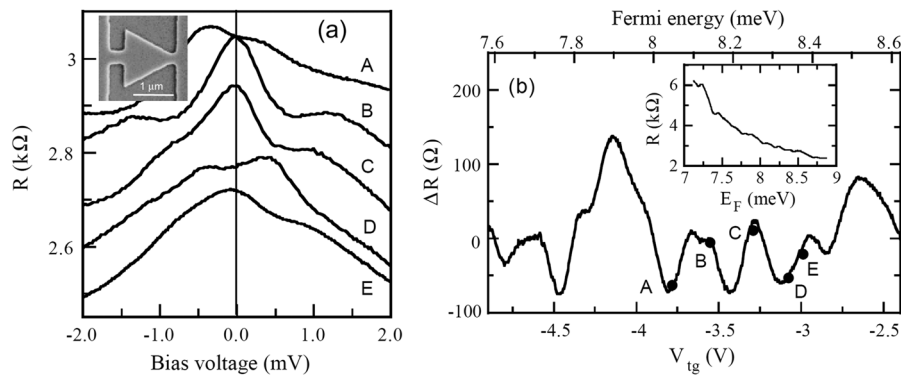 (a)
1 μm
A
B
C
D
E
3
2.8
2.6
R (kΩ)
-2.0
-1.0
0.0
1.0
2.0
Bias voltage (mV)
Fermi energy (meV)
7.6
7.8
8
8.2
8.4
8.6
(b)
200
100
0
-50
-100
ΔR (Ω)
6
4
2
R (kΩ)
7
7.5
8
8.5
9
E_F (meV)
A
B
C
D
E
-4.5
-4
-3.5
-3
-2.5
V_tg (V)